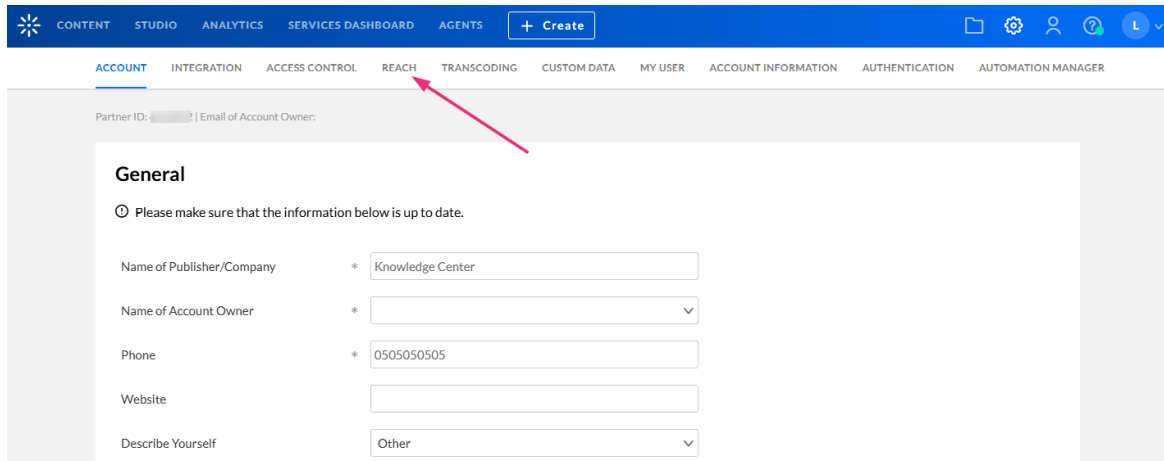 CONTENT STUDIO ANALYTICS SERVICES DASHBOARD AGENTS + Create L
ACCOUNT INTEGRATION ACCESS CONTROL REACH TRANSCODING CUSTOM DATA MY USER ACCOUNT INFORMATION AUTHENTICATION AUTOMATION MANAGER
Partner ID: | Email of Account Owner:
General
Please make sure that the information below is up to date.
Name of Publisher/Company * Knowledge Center
Name of Account Owner *
Phone * 0505050505
Website
Describe Yourself Other